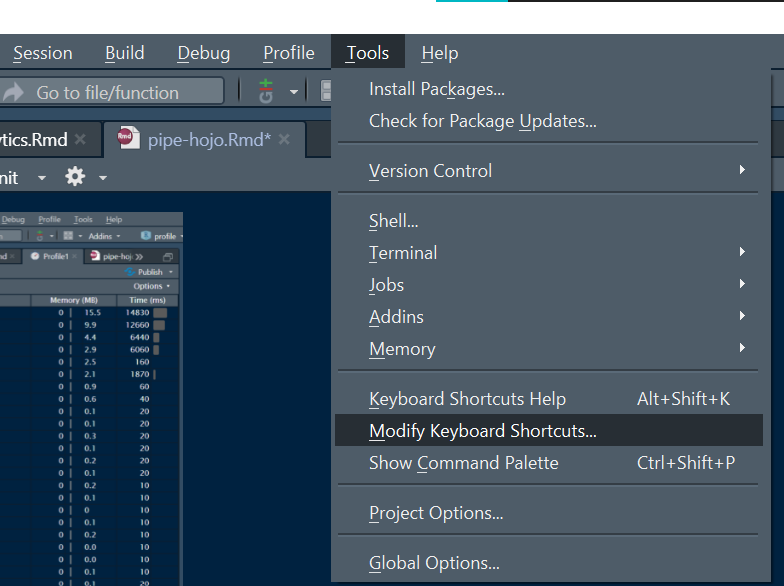 Session Build Debug Profile Tools Help
Go to file/function
Install Packages...
Check for Package Updates...
Version Control
Shell...
Terminal
Jobs
Addins
Memory
Keyboard Shortcuts Help Alt+Shift+K
Modify Keyboard Shortcuts...
Show Command Palette Ctrl+Shift+P
Project Options...
Global Options...
ytics.Rmd pipe-hojo.Rmd*
nit
Debug Profile Tools Help
Addins profile
Profile1 pipe-hoj
Publish
Options
Memory (MB) Time (ms)
0 15.5 14830
0 9.9 12660
0 4.4 6440
0 2.9 6060
0 2.5 160
0 2.1 1870
0 0.9 60
0 0.6 40
0 0.1 20
0 0.1 20
0 0.3 20
0 0.1 20
0 0.2 20
0 0.1 20
0 0.2 10
0 0.1 10
0 0 10
0 0.1 10
0 0.2 10
0 0.0 10
0 0.0 10
0 0.1 10
0 0.1 20